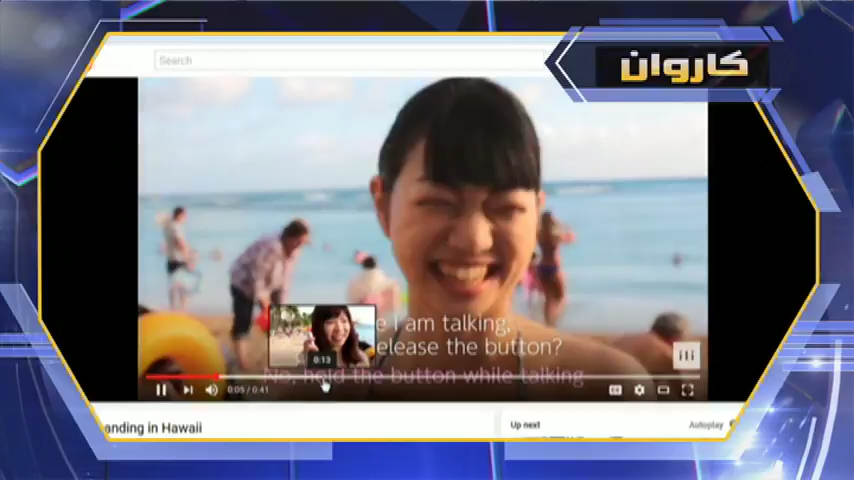 Search
کاروان
e I am talking.
elease the button?
No, hold the button while talking
0:13
0:05 / 0:41
anding in Hawaii
Up next
Autoplay